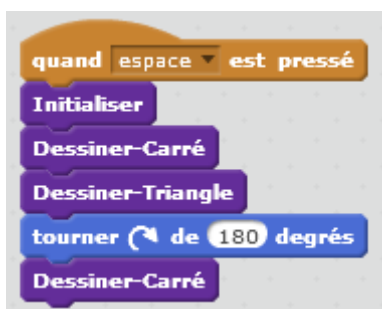 quand espace est pressé
Initialiser
Dessiner-Carré
Dessiner-Triangle
tourner de 180 degrés
Dessiner-Carré